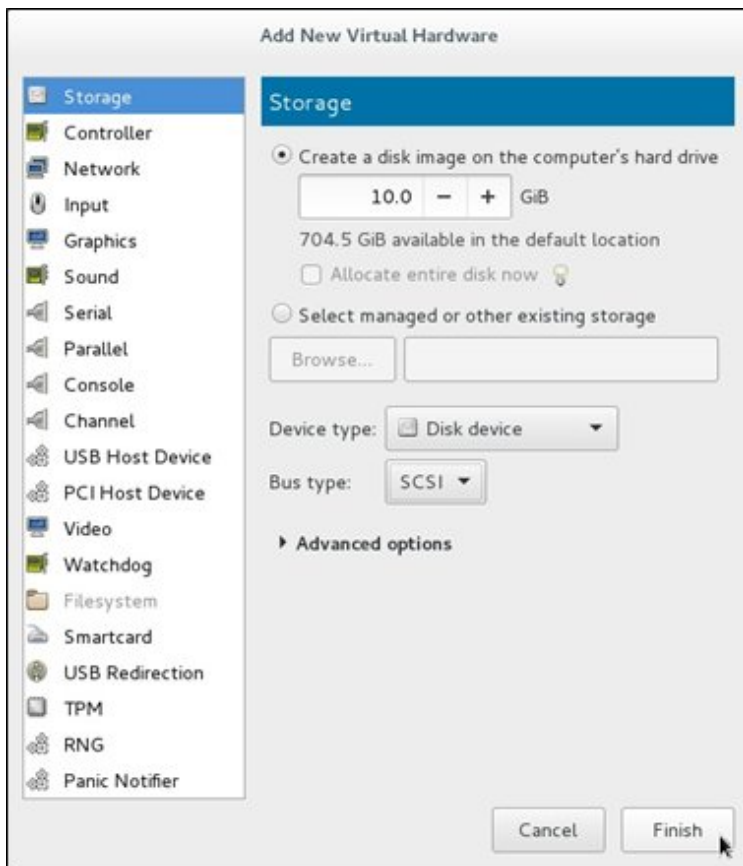 Add New Virtual Hardware
Storage
Controller
Network
Input
Graphics
Sound
Serial
Parallel
Console
Channel
USB Host Device
PCI Host Device
Video
Watchdog
Filesystem
Smartcard
USB Redirection
TPM
RNG
Panic Notifier
Storage
Create a disk image on the computer's hard drive
10.0 − + GiB
704.5 GiB available in the default location
Allocate entire disk now
Select managed or other existing storage
Browse...
Device type: Disk device
Bus type: SCSI
Advanced options
Cancel Finish